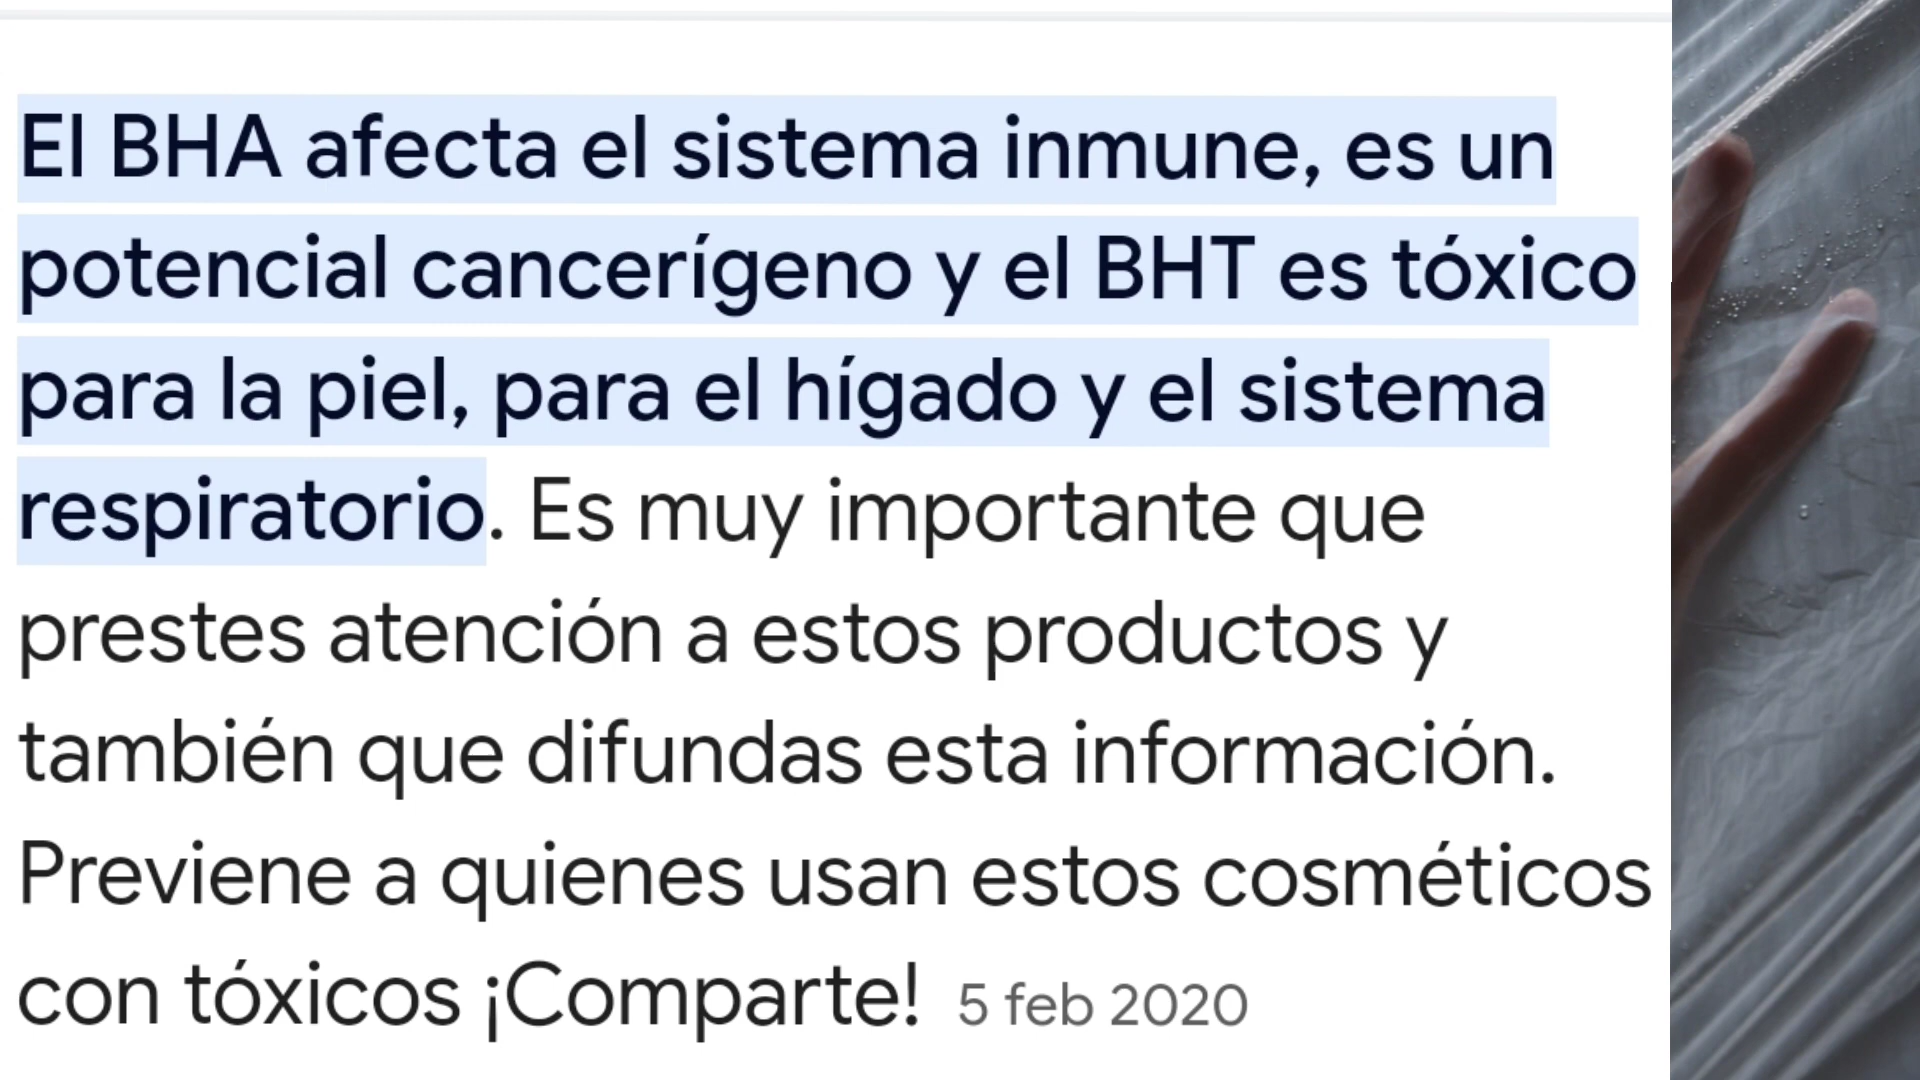 El BHA afecta el sistema inmune, es un
potencial cancerígeno y el BHT es tóxico
para la piel, para el hígado y el sistema
respiratorio. Es muy importante que
prestes atención a estos productos y
también que difundas esta información.
Previene a quienes usan estos cosméticos
con tóxicos ¡Comparte! 5 feb 2020